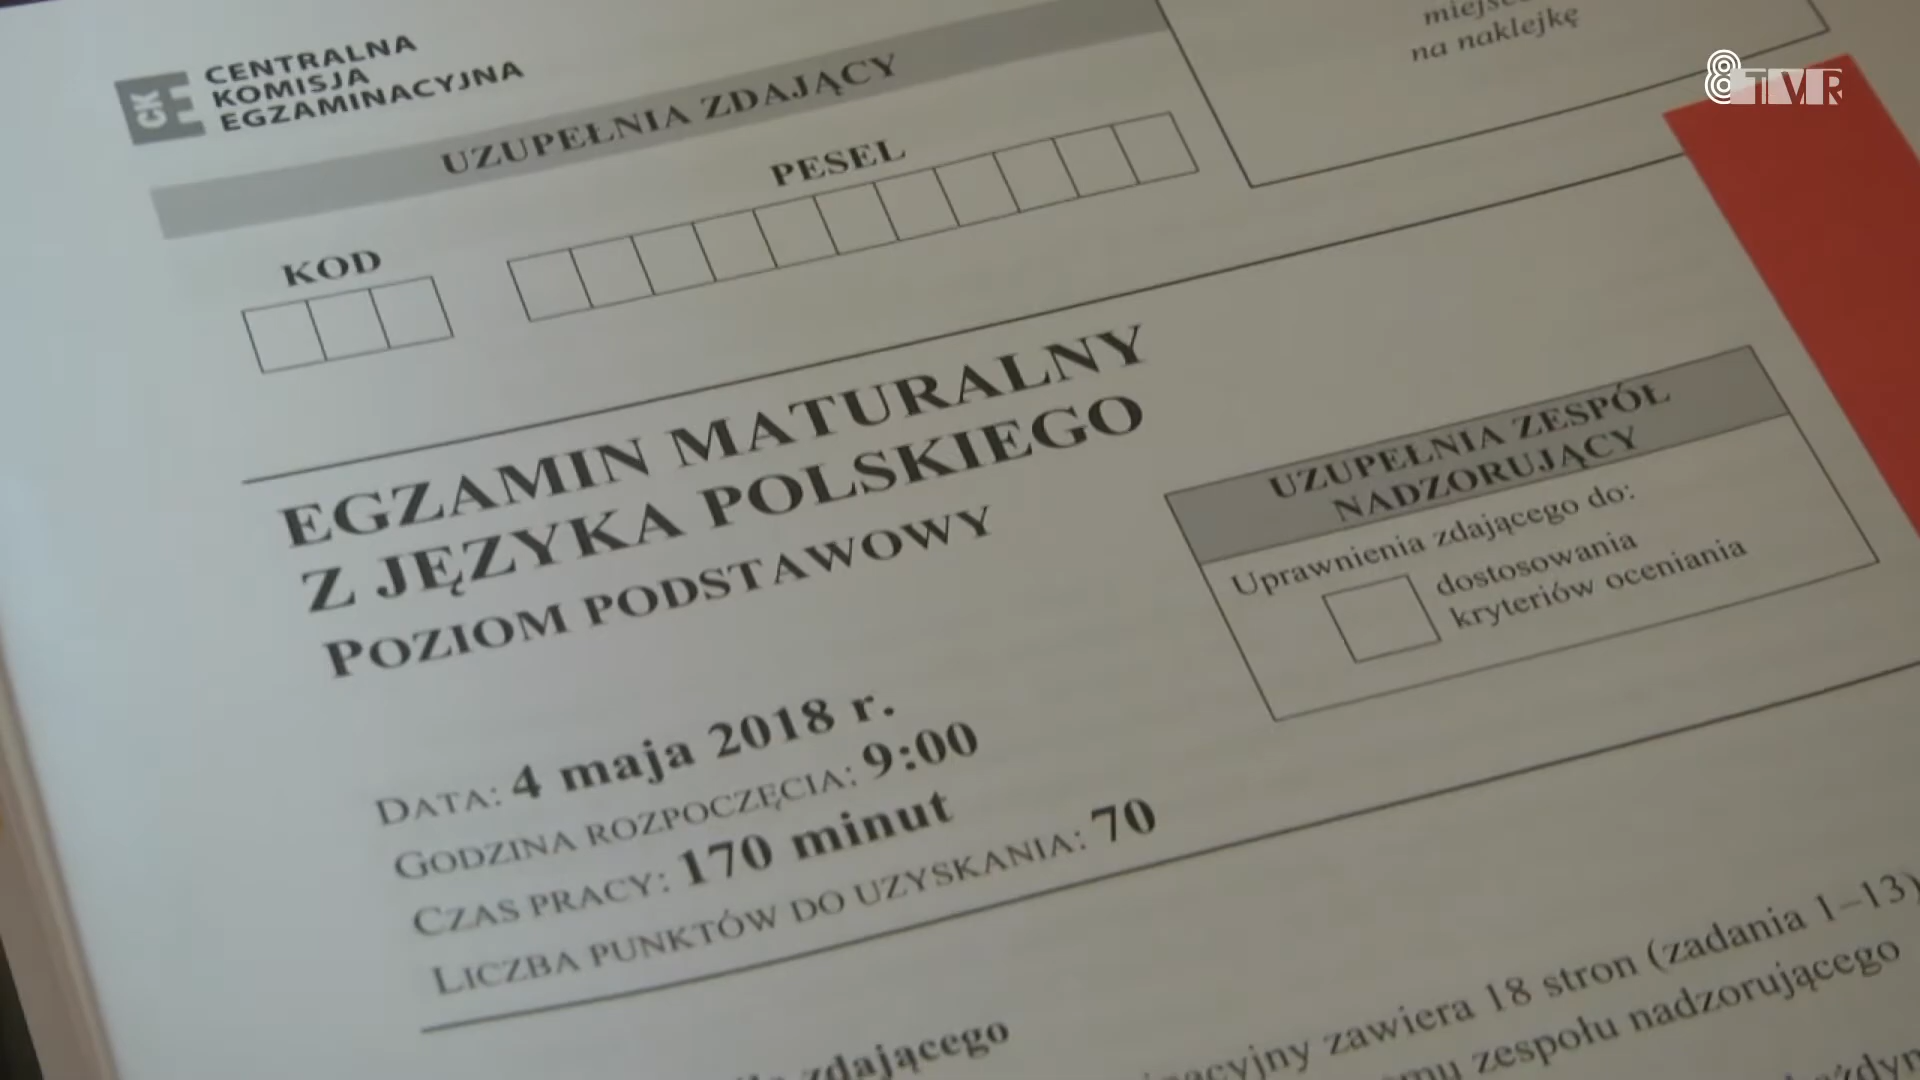 CENTRALNA
KOMISJA
EGZAMINACYJNA
CK
UZUPEŁNIA ZDAJĄCY
na naklejkę
8TVR
KOD
PESEL
EGZAMIN MATURALNY
Z JĘZYKA POLSKIEGO
POZIOM PODSTAWOWY
UZUPEŁNIA ZESPÓŁ
NADZORUJĄCY
Uprawnienia zdającego do:
dostosowania
kryteriów oceniania
DATA: 4 maja 2018 r.
GODZINA ROZPOCZĘCIA: 9:00
CZAS PRACY: 170 minut
LICZBA PUNKTÓW DO UZYSKANIA: 70
zdającego
zawiera 18 stron (zadania 1–13)
zespołu nadzorującego